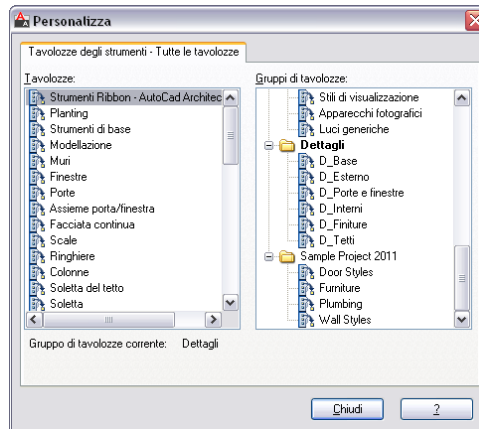 Personalizza
Tavolozze degli strumenti - Tutte le tavolozze
Tavolozze:
Strumenti Ribbon - AutoCad Architec
Planting
Strumenti di base
Modellazione
Muri
Finestre
Porte
Assieme porta/finestra
Facciata continua
Scale
Ringhiere
Colonne
Soletta del tetto
Soletta
Gruppi di tavolozze:
Stili di visualizzazione
Apparecchi fotografici
Luci generiche
Dettagli
D_Base
D_Esterno
D_Porte e finestre
D_Interni
D_Finiture
D_Tetti
Sample Project 2011
Door Styles
Furniture
Plumbing
Wall Styles
Gruppo di tavolozze corrente: Dettagli
Chiudi
?